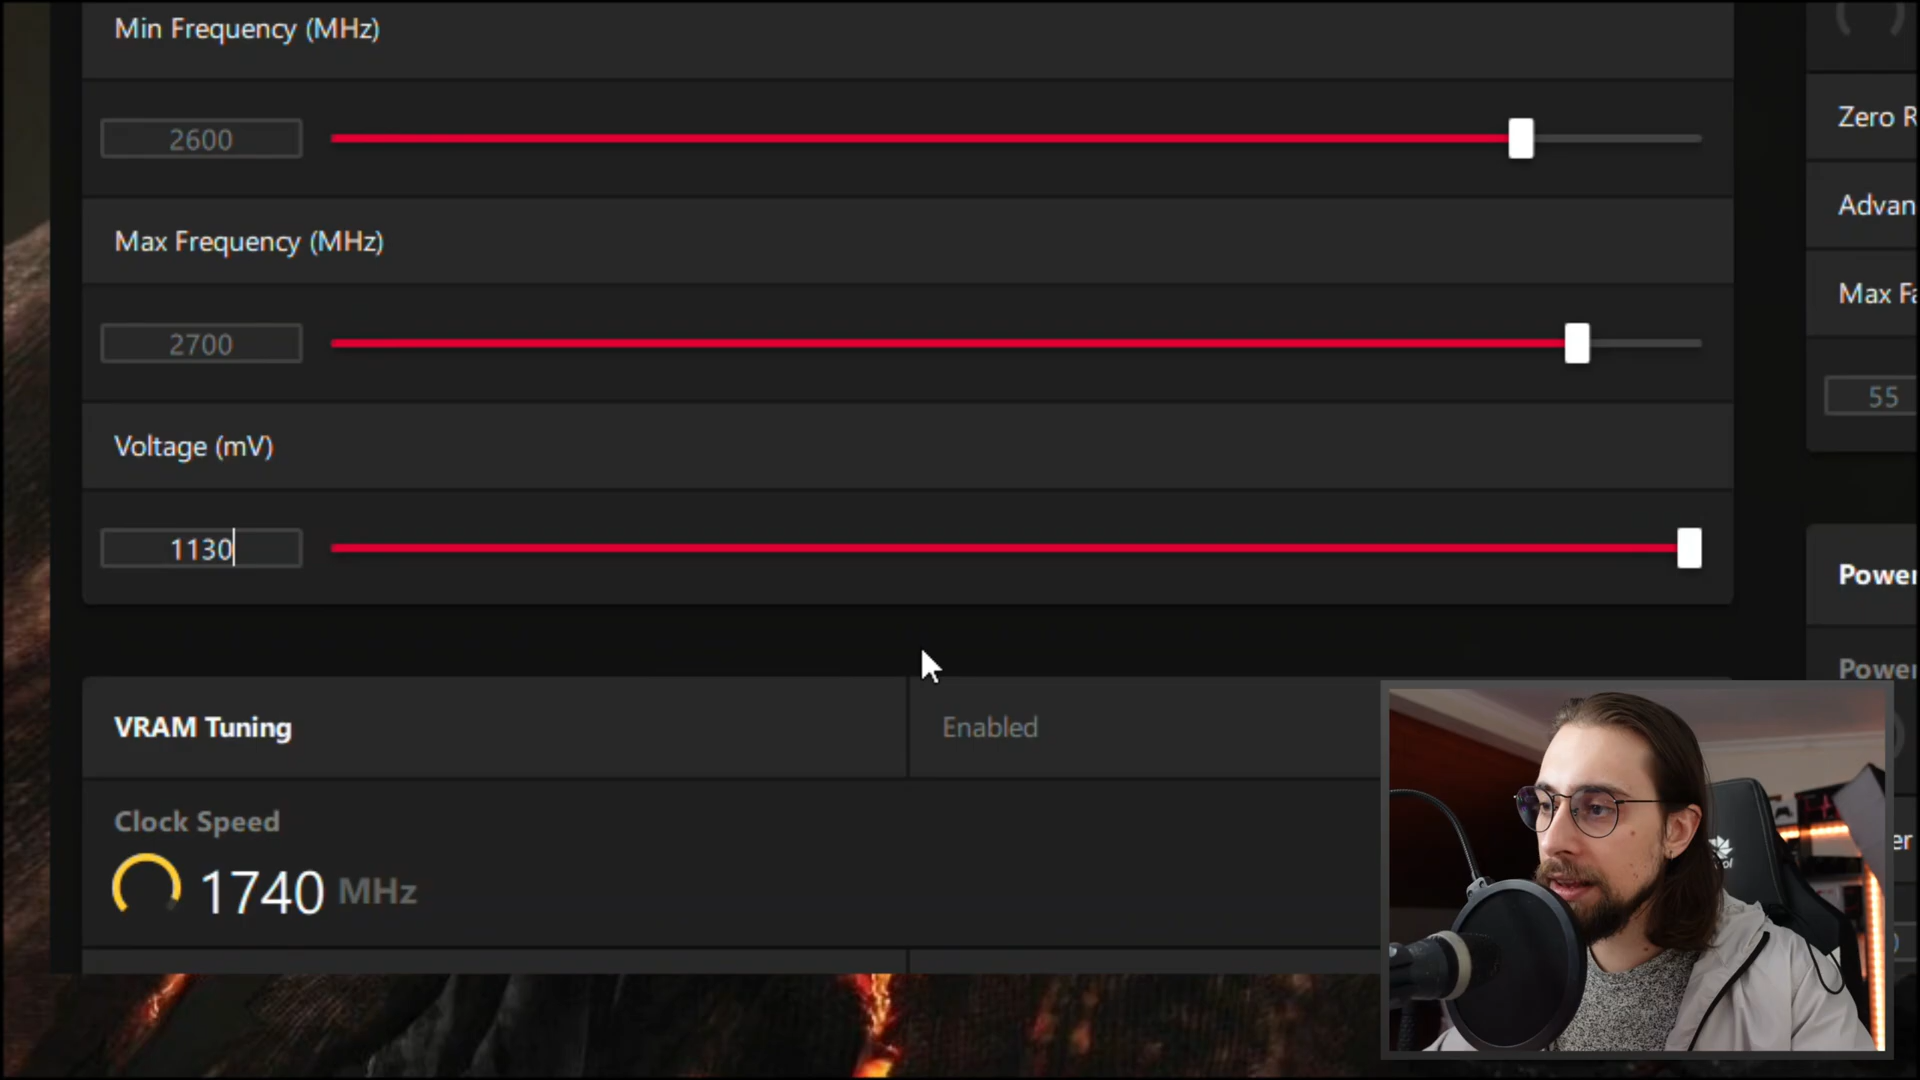 Min Frequency (MHz)
2600
Max Frequency (MHz)
2700
Voltage (mV)
1130
VRAM Tuning
Enabled
Clock Speed
1740 MHz
Zero R
Advan
Max Fa
55
Power
Power
er